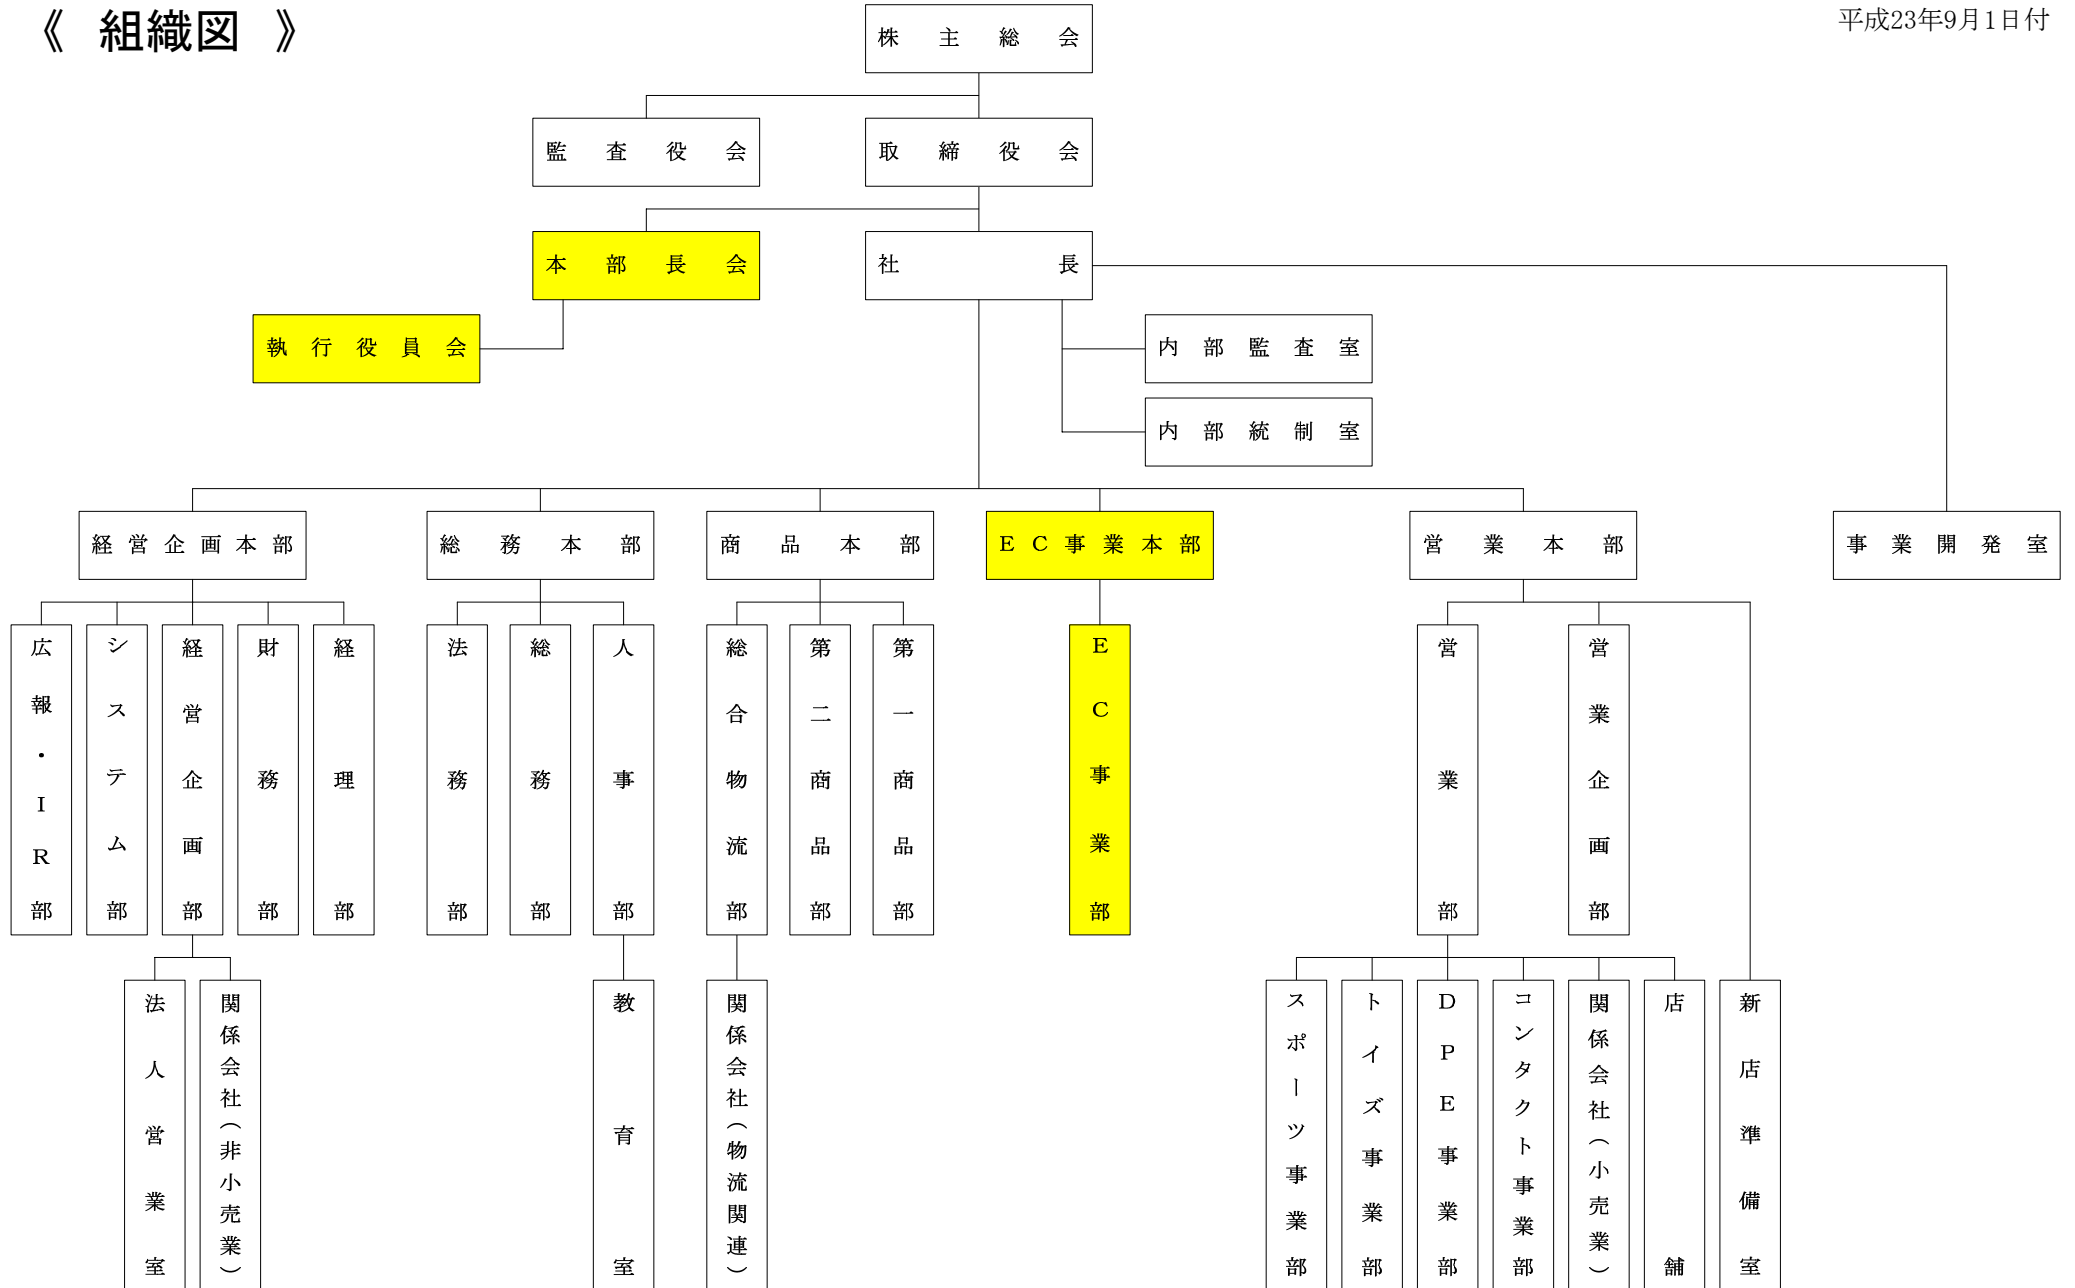 《 組織図 》
平成23年9月1日付
株主総会
監査役会
取締役会
本部長会
社長
執行役員会
内部監査室
内部統制室
経営企画本部
総務本部
商品本部
EC事業本部
営業本部
事業開発室
広報・IR部
システム部
経営企画部
財務部
経理部
法務部
総務部
人事部
総合物流部
第二商品部
第一商品部
EC事業部
営業部
営業企画部
法人営業室
関係会社(非小売業)
教育室
関係会社(物流関連)
スポーツ事業部
トイズ事業部
DPE事業部
コンタクト事業部
関係会社(小売業)
店舗
新店準備室